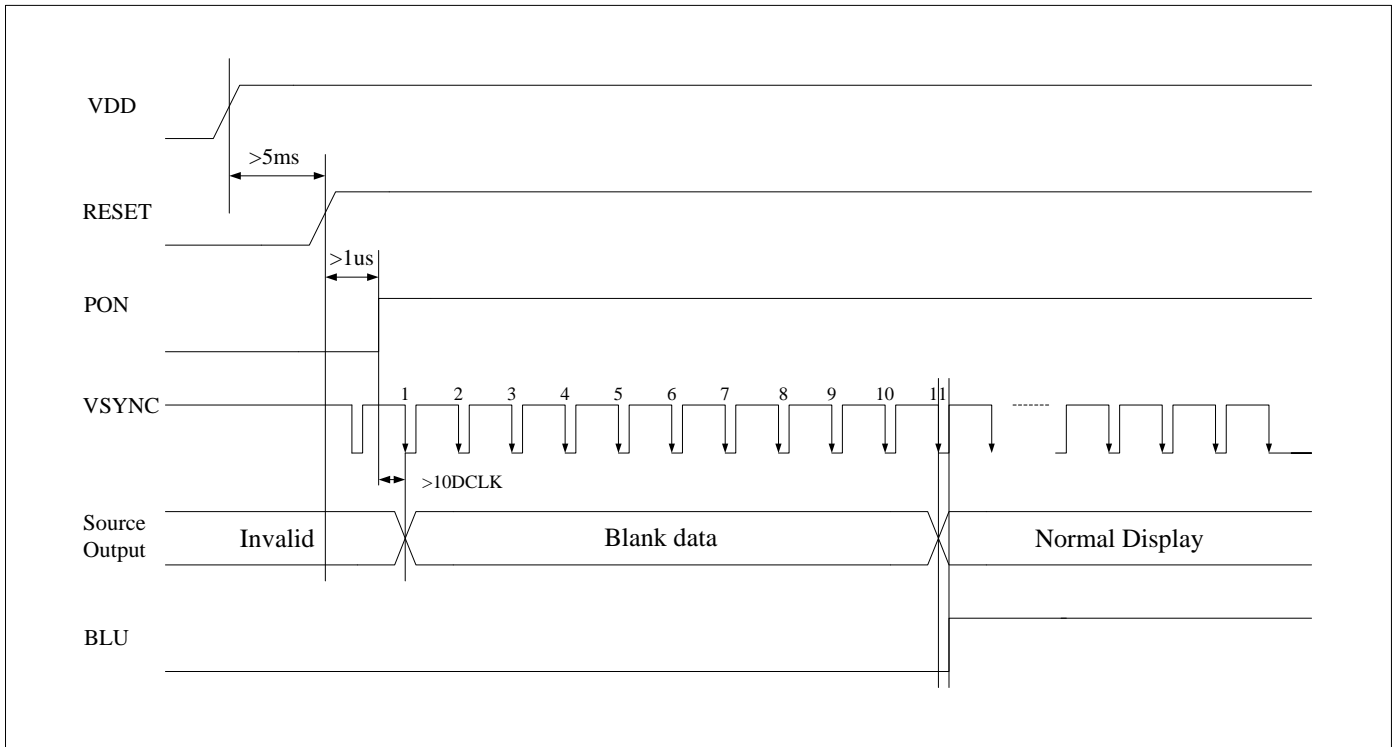 VDD
>5ms
RESET
>1us
PON
VSYNC
1 2 3 4 5 6 7 8 9 10 11
>10DCLK
Source
Output
Invalid
Blank data
Normal Display
BLU